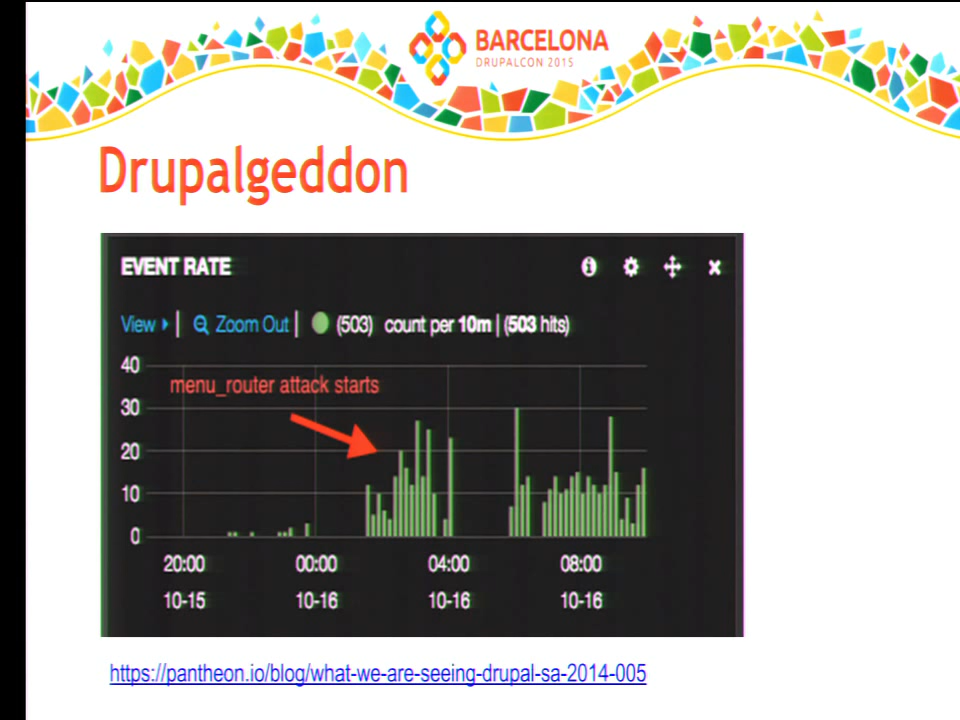 BARCELONA
DRUPALCON 2015
Drupalgeddon
EVENT RATE
View | Zoom Out | (503) count per 10m | (503 hits)
40
menu_router attack starts
30
20
10
0
20:00 00:00 04:00 08:00
10-15 10-16 10-16 10-16
https://pantheon.io/blog/what-we-are-seeing-drupal-sa-2014-005